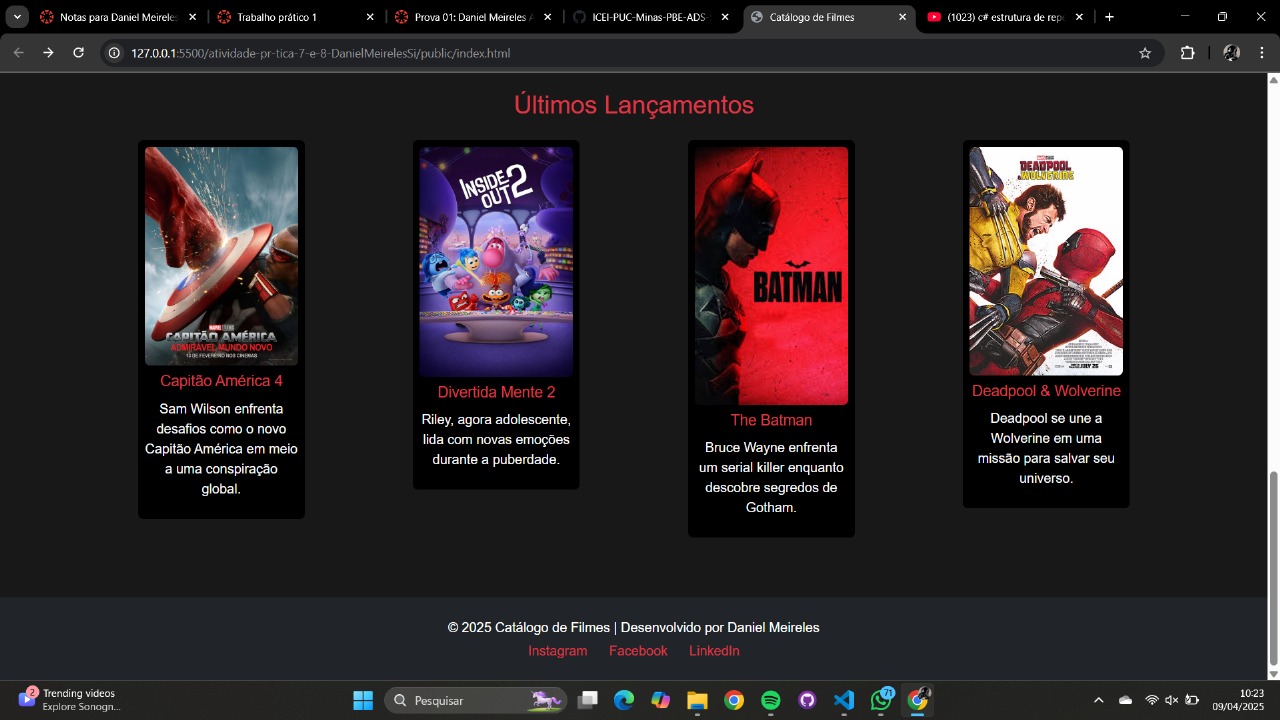 Notas para Daniel Meireles
Trabalho prático 1
Prova 01: Daniel Meireles A
ICEI-PUC-Minas-PBE-ADS-
Catálogo de Filmes
(1023) c# estrutura de repe
127.0.0.1:5500/atividade-pr-tica-7-e-8-DanielMeirelesSi/public/index.html
Últimos Lançamentos
MARVEL STUDIOS
CAPITÃO AMÉRICA
ADMIRÁVEL MUNDO NOVO
13 DE FEVEREIRO NOS CINEMAS
Capitão América 4
Sam Wilson enfrenta
desafios como o novo
Capitão América em meio
a uma conspiração
global.
INSIDE
OUT 2
Divertida Mente 2
Riley, agora adolescente,
lida com novas emoções
durante a puberdade.
BATMAN
The Batman
Bruce Wayne enfrenta
um serial killer enquanto
descobre segredos de
Gotham.
DEADPOOL
& WOLVERINE
JULY 26
Deadpool & Wolverine
Deadpool se une a
Wolverine em uma
missão para salvar seu
universo.
© 2025 Catálogo de Filmes | Desenvolvido por Daniel Meireles
Instagram Facebook LinkedIn
2
Trending videos
Explore Sonogn...
Pesquisar
71
10:23
09/04/2025